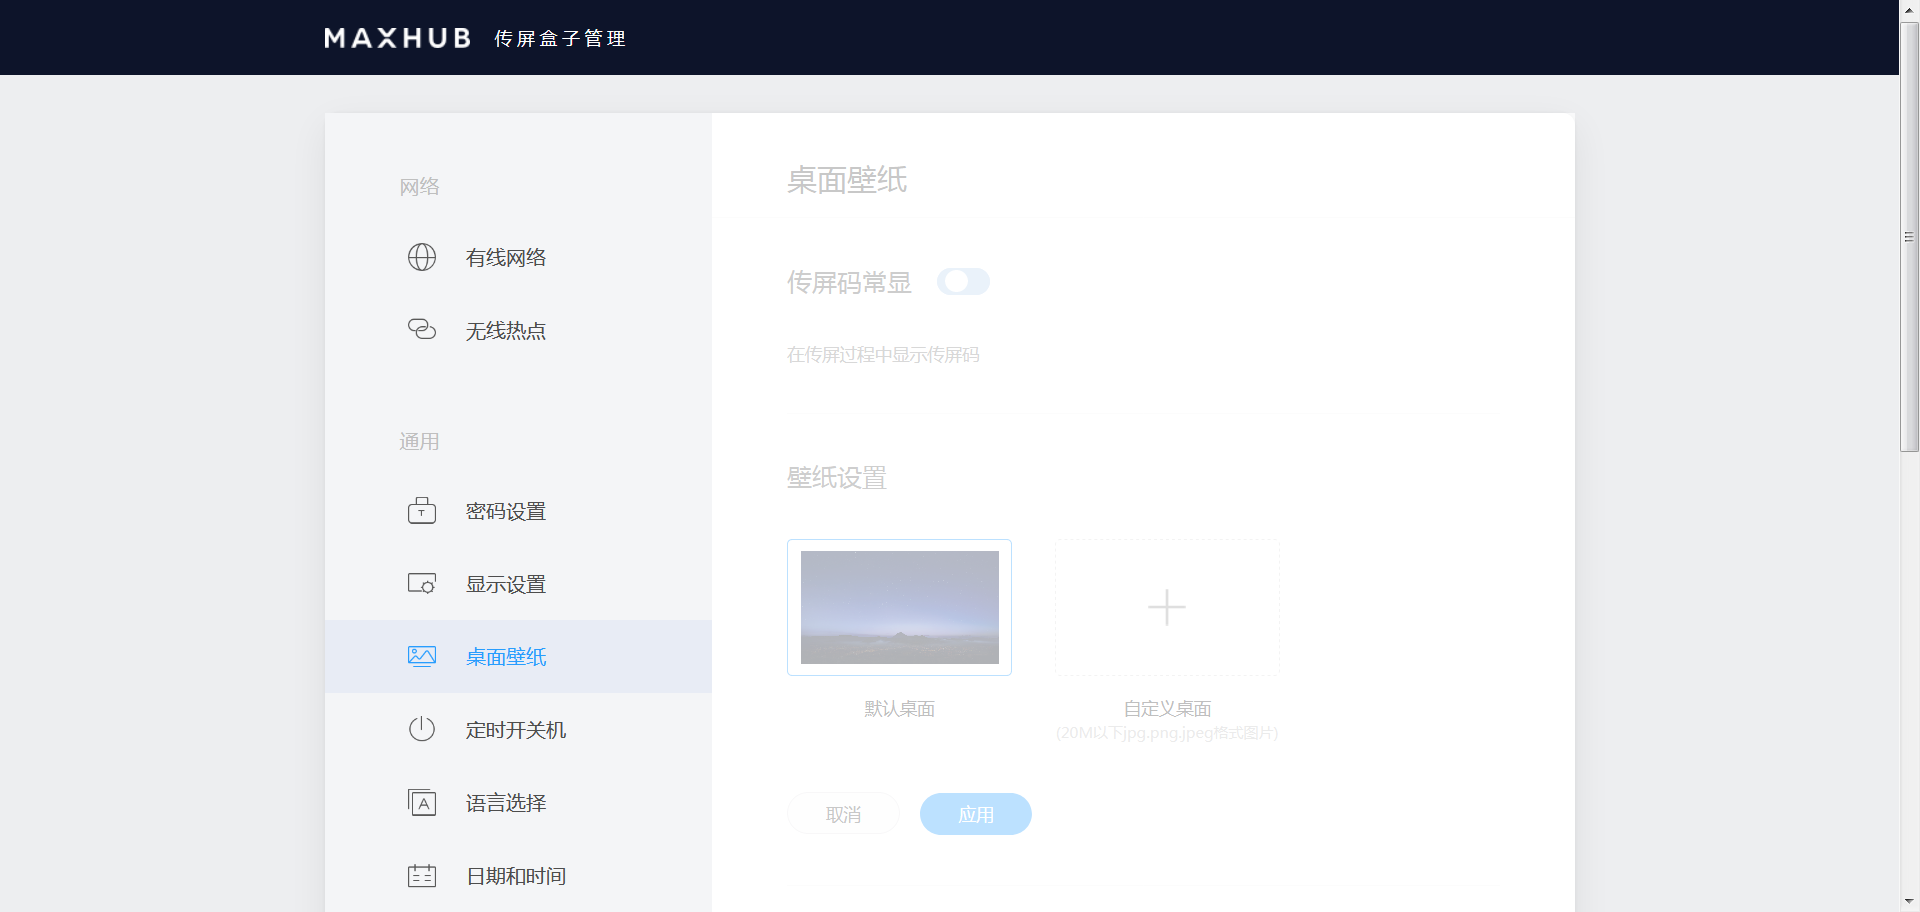 MAXHUB 传屏盒子管理
网络
有线网络
无线热点
通用
密码设置
显示设置
桌面壁纸
定时开关机
语言选择
日期和时间
桌面壁纸
传屏码常显
在传屏过程中显示传屏码
壁纸设置
默认桌面
自定义桌面
(20M以下jpg.png.jpeg格式图片)
取消
应用